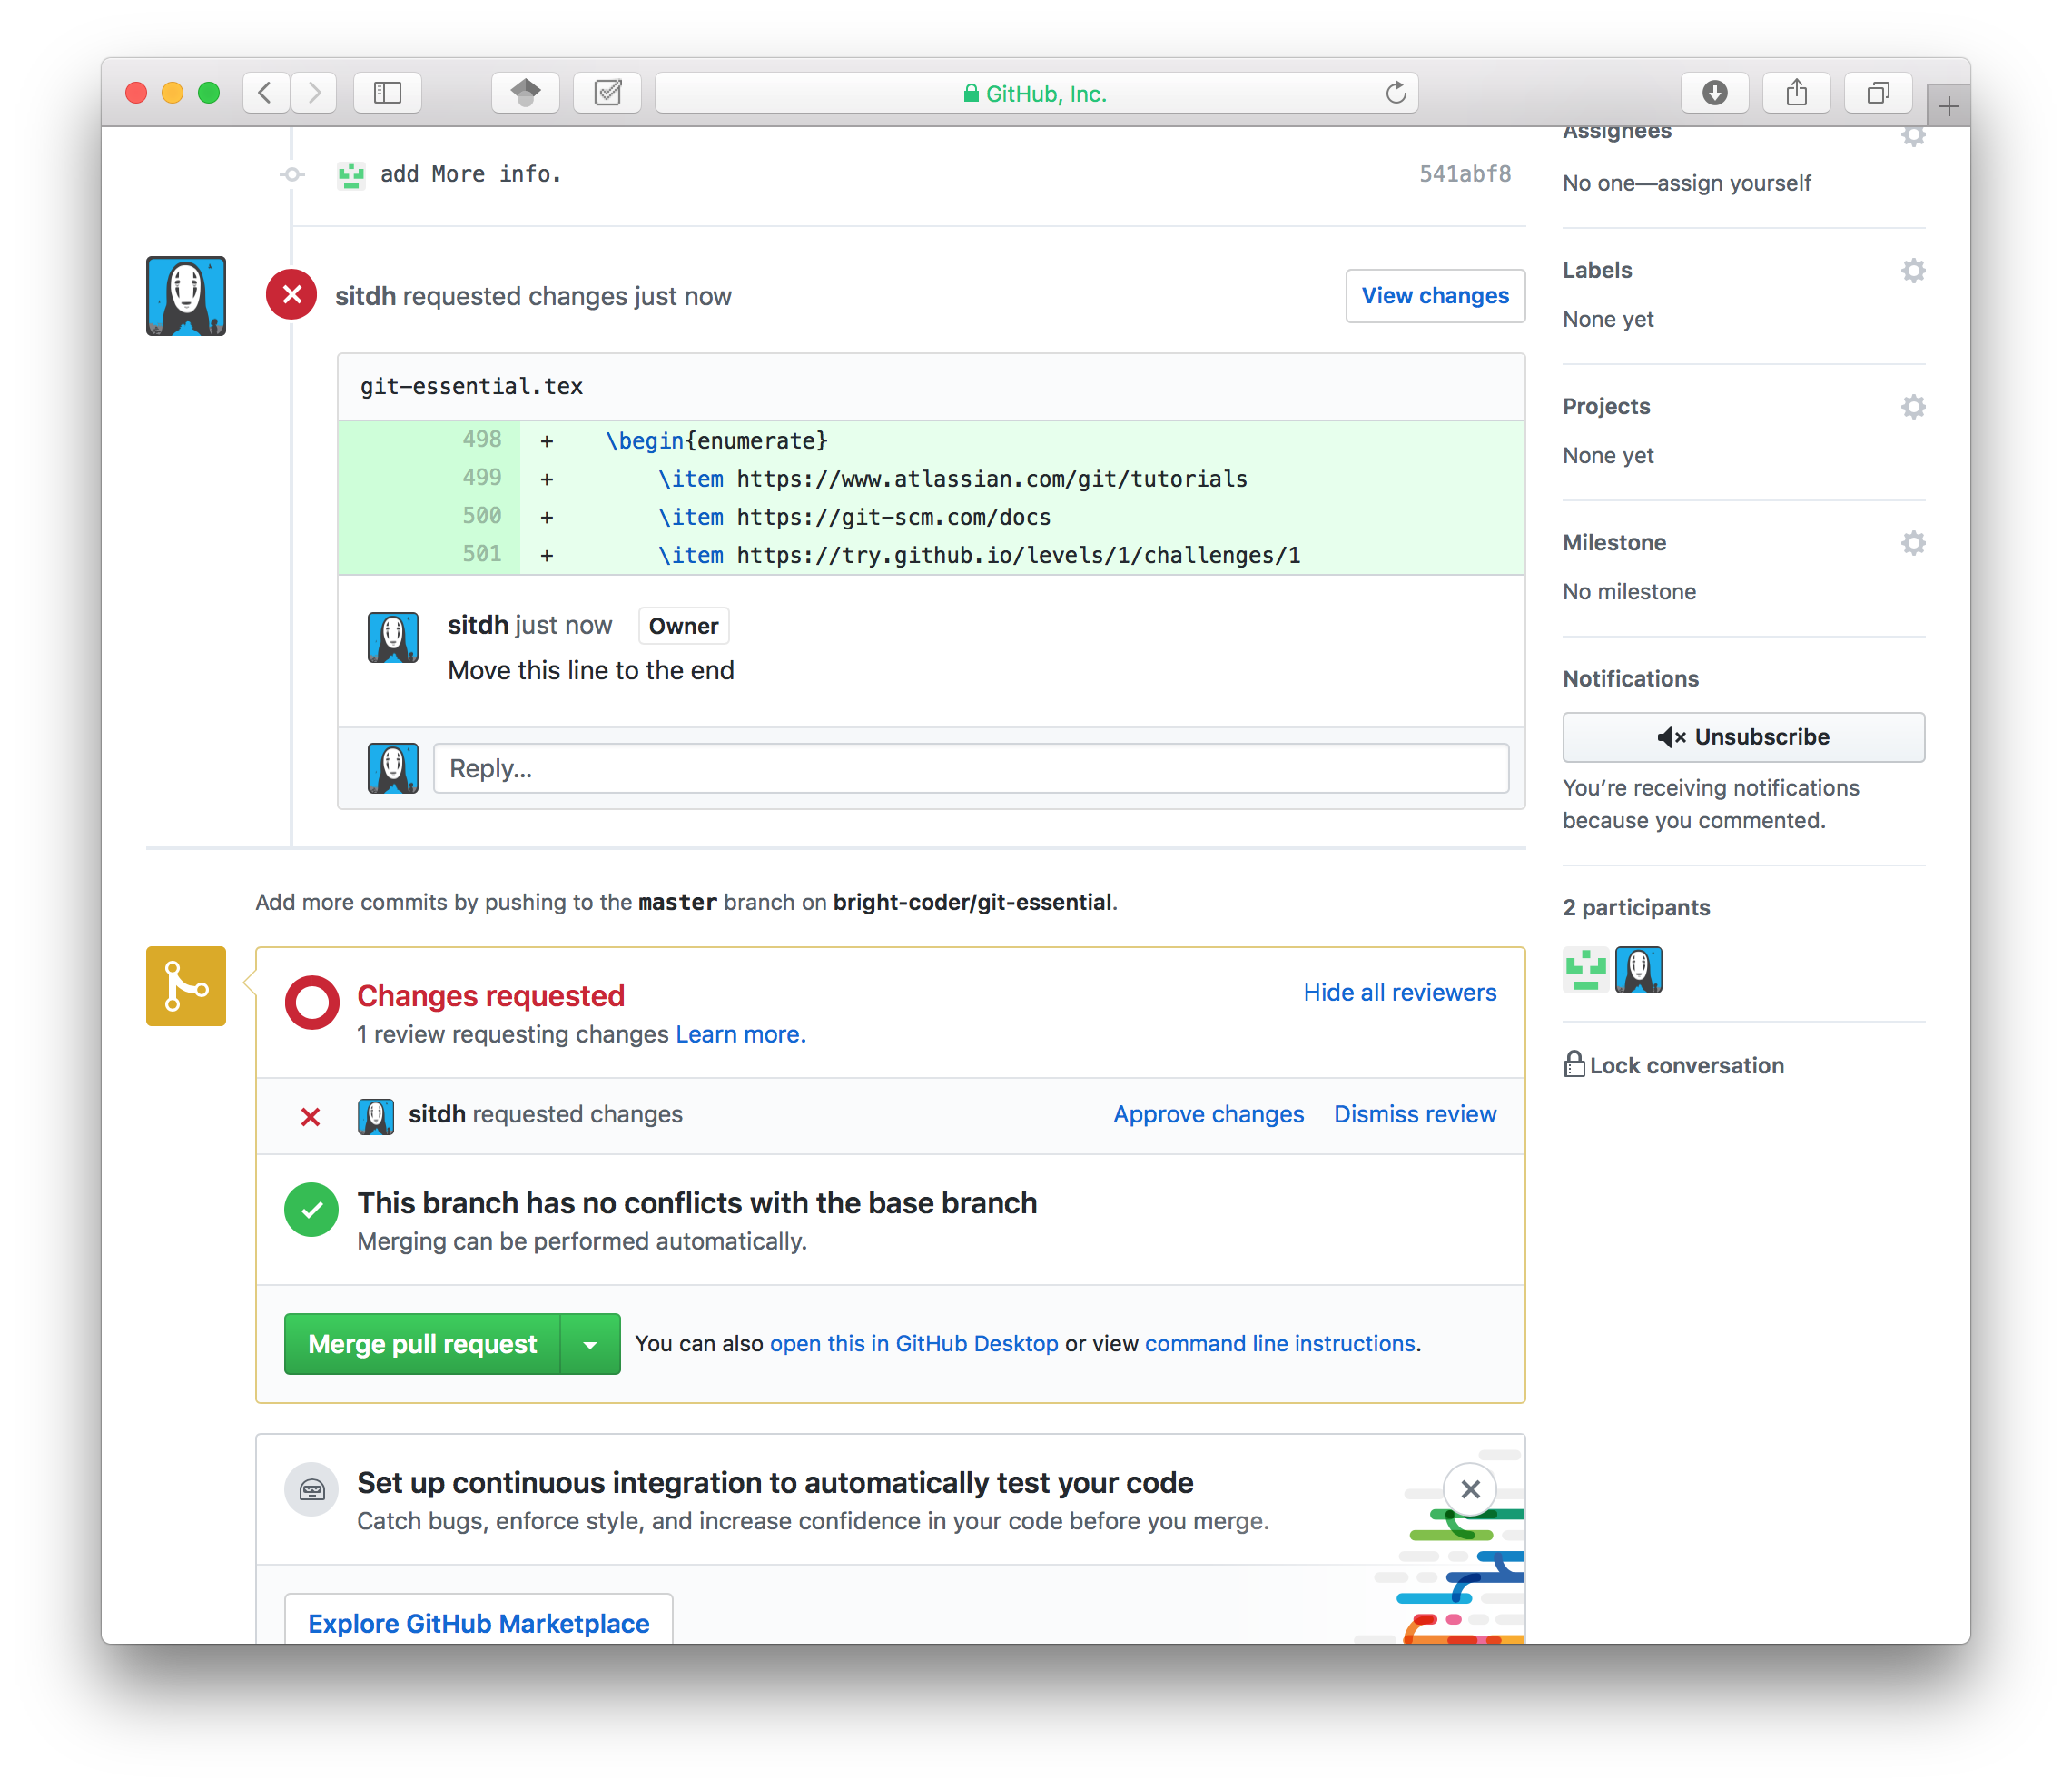 GitHub, Inc.
add More info.
541abf8
sitdh requested changes just now
View changes
git-essential.tex
498 + \begin{enumerate}
499 + \item https://www.atlassian.com/git/tutorials
500 + \item https://git-scm.com/docs
501 + \item https://try.github.io/levels/1/challenges/1
sitdh just now Owner
Move this line to the end
Reply...
Add more commits by pushing to the master branch on bright-coder/git-essential.
Changes requested
Hide all reviewers
1 review requesting changes Learn more.
sitdh requested changes
Approve changes Dismiss review
This branch has no conflicts with the base branch
Merging can be performed automatically.
Merge pull request
You can also open this in GitHub Desktop or view command line instructions.
Set up continuous integration to automatically test your code
Catch bugs, enforce style, and increase confidence in your code before you merge.
Explore GitHub Marketplace
Assignees
No one—assign yourself
Labels
None yet
Projects
None yet
Milestone
No milestone
Notifications
Unsubscribe
You’re receiving notifications
because you commented.
2 participants
Lock conversation